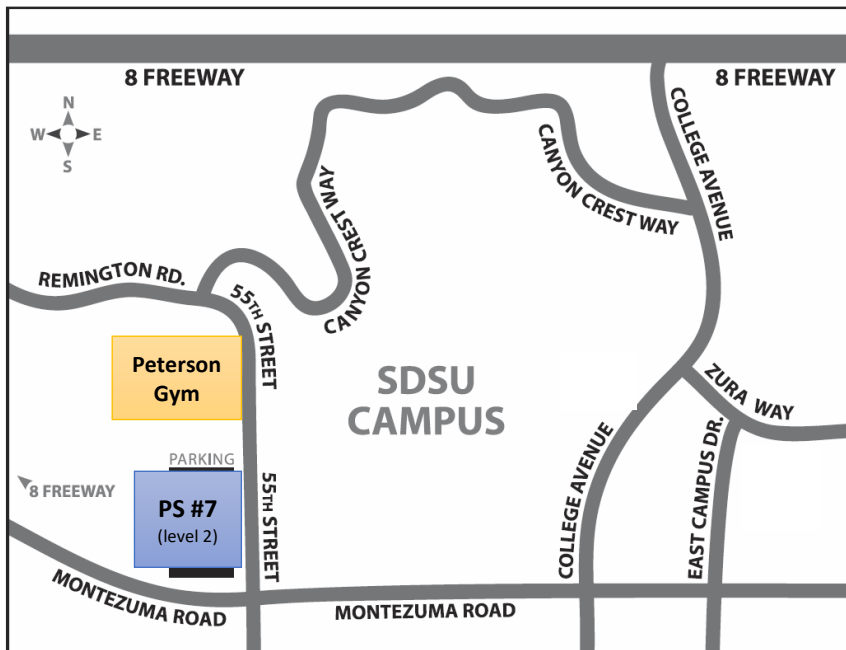 8 FREEWAY
8 FREEWAY
N
W E
S
COLLEGE AVENUE
CANYON CREST WAY
CANYON CREST WAY
REMINGTON RD.
55TH STREET
Peterson
Gym
SDSU
CAMPUS
ZURA WAY
PARKING
8 FREEWAY
PS #7
(level 2)
55TH STREET
COLLEGE AVENUE
EAST CAMPUS DR.
MONTEZUMA ROAD
MONTEZUMA ROAD